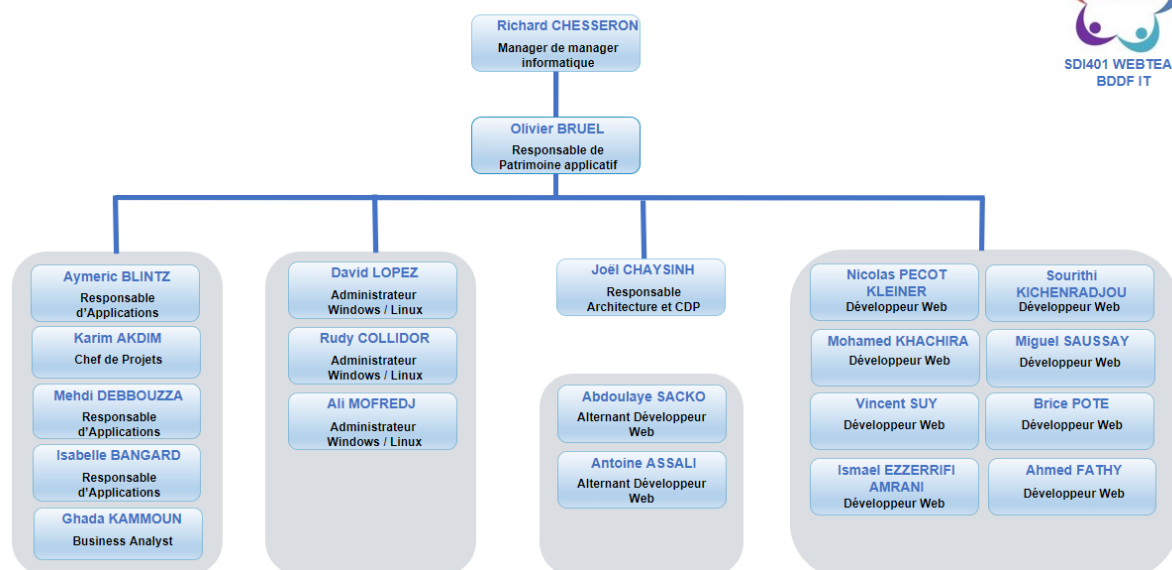 Richard CHESSERON
Manager de manager
informatique
SDI401 WEBTEA
BDDF IT
Olivier BRUEL
Responsable de
Patrimoine applicatif
Aymeric BLINTZ
Responsable
d'Applications
Karim AKDIM
Chef de Projets
Mehdi DEBBOUZZA
Responsable
d'Applications
Isabelle BANGARD
Responsable
d'Applications
Ghada KAMMOUN
Business Analyst
David LOPEZ
Administrateur
Windows / Linux
Rudy COLLIDOR
Administrateur
Windows / Linux
Ali MOFREDJ
Administrateur
Windows / Linux
Joël CHAYSINH
Responsable
Architecture et CDP
Abdoulaye SACKO
Alternant Développeur
Web
Antoine ASSALI
Alternant Développeur
Web
Nicolas PECOT
KLEINER
Développeur Web
Sourithi
KICHENRADJOU
Développeur Web
Mohamed KHACHIRA
Développeur Web
Miguel SAUSSAY
Développeur Web
Vincent SUY
Développeur Web
Brice POTE
Développeur Web
Ismael EZZERRIFI
AMRANI
Développeur Web
Ahmed FATHY
Développeur Web